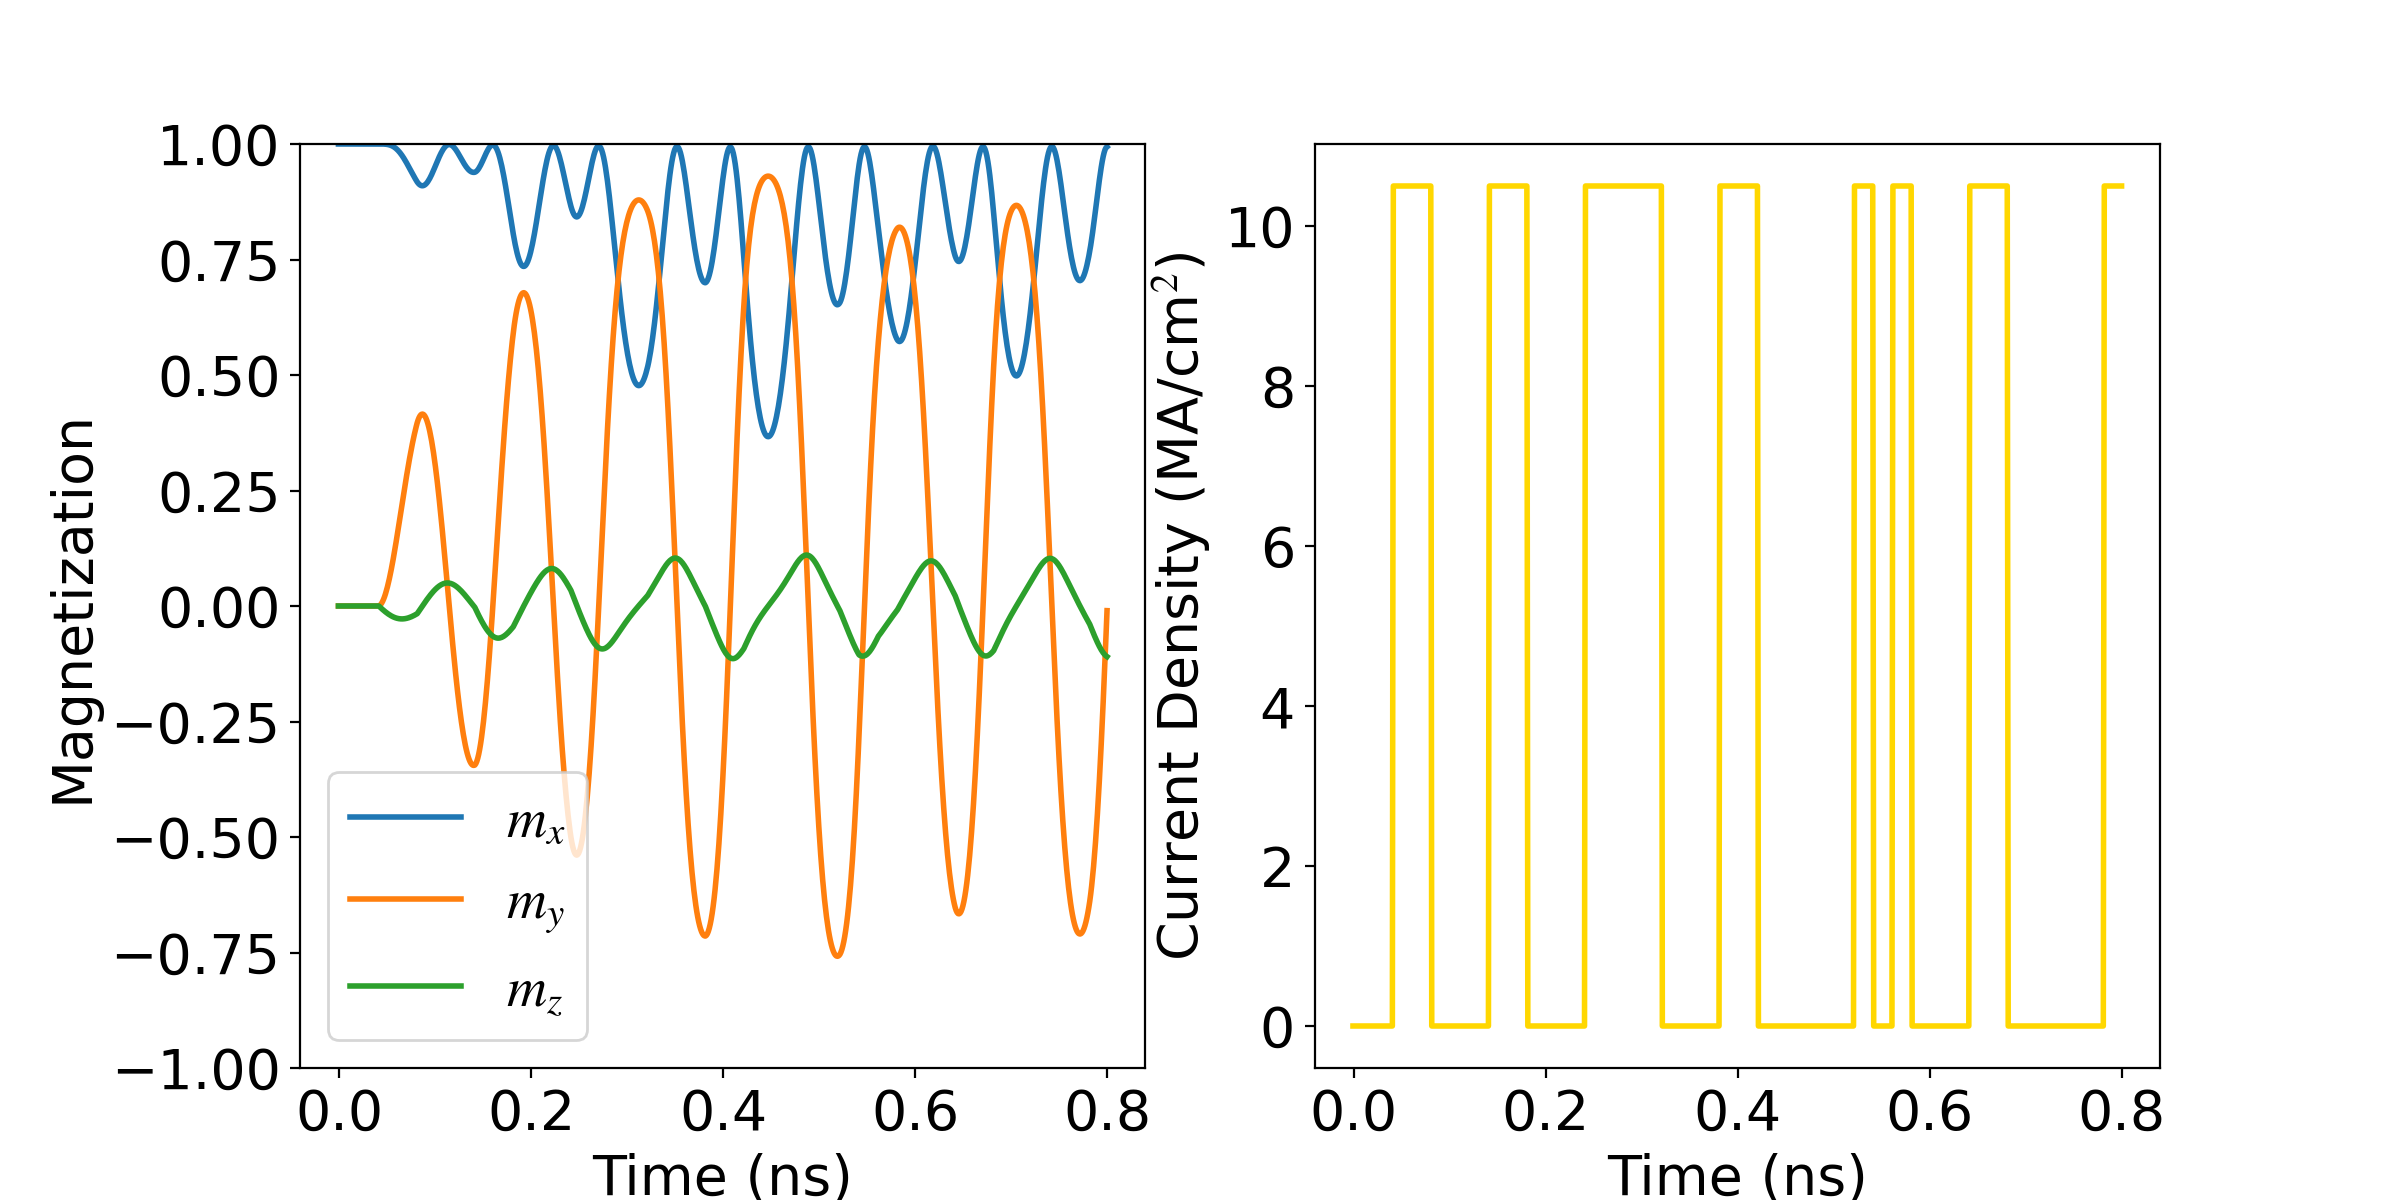 1.00
0.75
0.50
0.25
0.00
−0.25
−0.50
−0.75
−1.00
Magnetization
0.0 0.2 0.4 0.6 0.8
Time (ns)
m_x
m_y
m_z
10
8
6
4
2
0
Current Density (MA/cm²)
0.0 0.2 0.4 0.6 0.8
Time (ns)